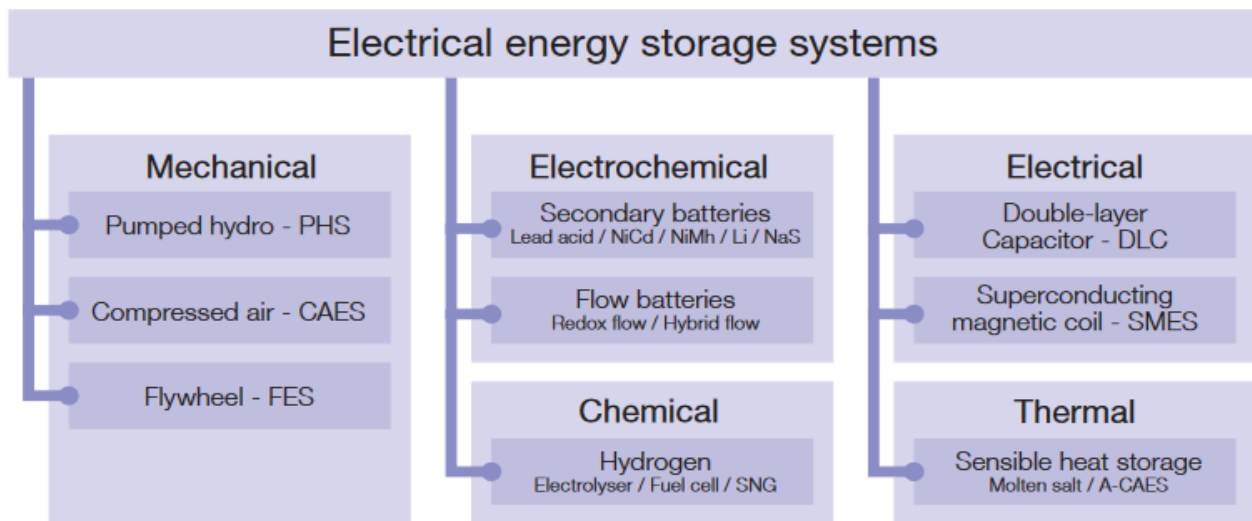 Electrical energy storage systems
Mechanical
Pumped hydro - PHS
Compressed air - CAES
Flywheel - FES
Electrochemical
Secondary batteries
Lead acid / NiCd / NiMh / Li / NaS
Flow batteries
Redox flow / Hybrid flow
Chemical
Hydrogen
Electrolyser / Fuel cell / SNG
Electrical
Double-layer
Capacitor - DLC
Superconducting
magnetic coil - SMES
Thermal
Sensible heat storage
Molten salt / A-CAES